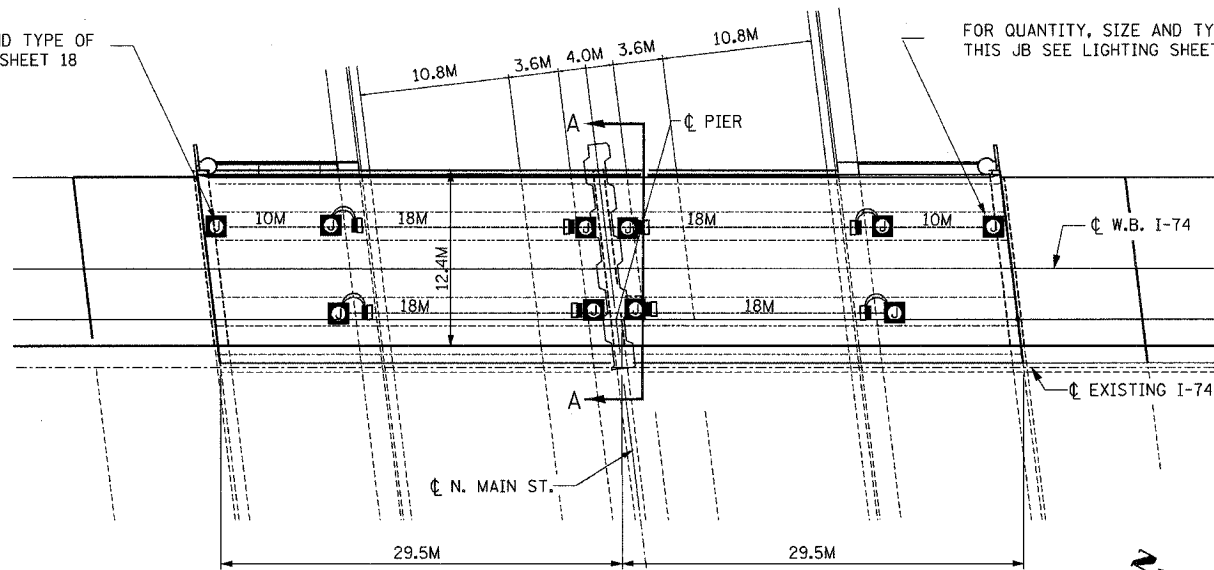 D TYPE OF
SHEET 18
FOR QUANTITY, SIZE AND TY
THIS JB SEE LIGHTING SHEET
10.8M
3.6M
4.0M
3.6M
10.8M
A
℄ PIER
J
10M
J
18M
J
J
18M
J
10M
J
℄ W.B. I-74
12.4M
J
18M
J
J
18M
J
A
℄ EXISTING I-74
℄ N. MAIN ST.
29.5M
29.5M